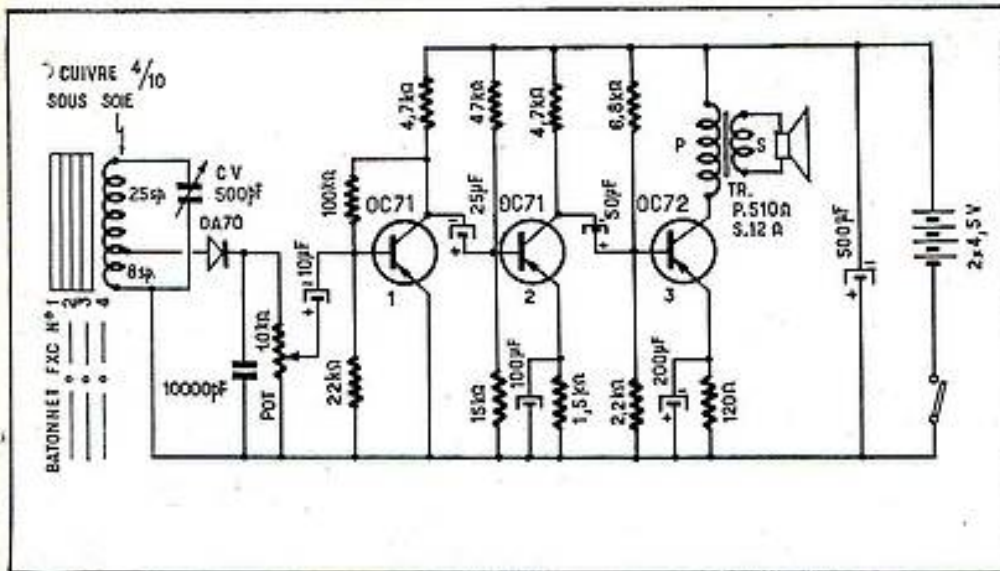 CUIVRE 4/10
SOUS SOIE
25sp.
8sp.
CV
500pF
OA70
BATONNET FXC N° 1
2
3
4
10000pF
10kΩ
POT
10µF
+
100kΩ
22kΩ
4,7kΩ
OC71
1
25µF
+
47kΩ
15kΩ
4,7kΩ
OC71
2
100µF
1,5kΩ
50µF
+
6,8kΩ
2,2kΩ
OC72
3
200µF
+
120Ω
P
S
TR.
P.510Ω
S.12Ω
500pF
+
2x4,5V